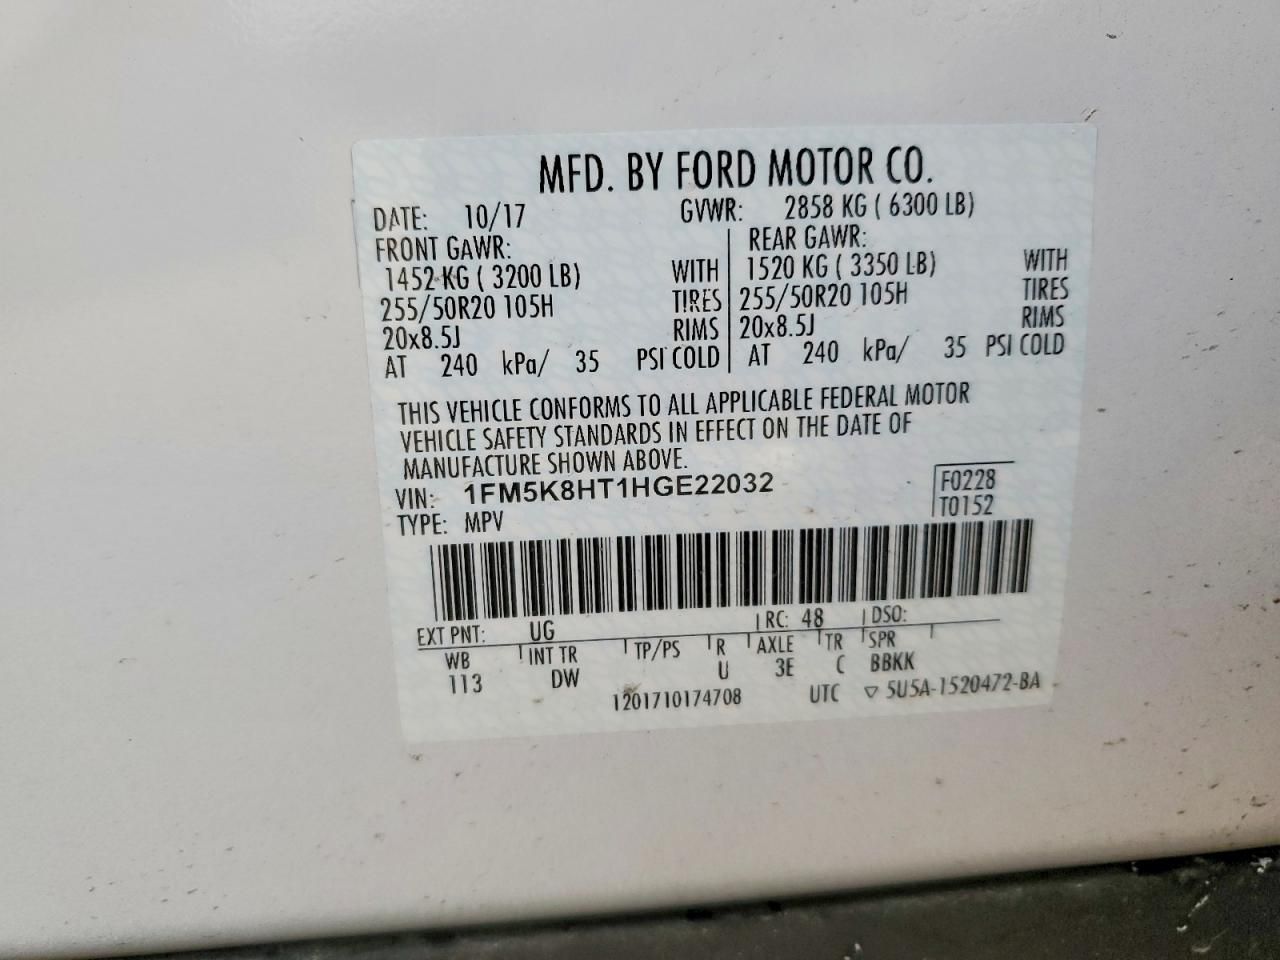 MFD. BY FORD MOTOR CO.
DATE: 10/17 GVWR: 2858 KG ( 6300 LB)
FRONT GAWR: REAR GAWR:
1452 KG ( 3200 LB) WITH 1520 KG ( 3350 LB) WITH
255/50R20 105H TIRES 255/50R20 105H TIRES
20x8.5J RIMS 20x8.5J RIMS
AT 240 kPa/ 35 PSI COLD AT 240 kPa/ 35 PSI COLD
THIS VEHICLE CONFORMS TO ALL APPLICABLE FEDERAL MOTOR
VEHICLE SAFETY STANDARDS IN EFFECT ON THE DATE OF
MANUFACTURE SHOWN ABOVE.
VIN: 1FM5K8HT1HGE22032 F0228
TYPE: MPV T0152
EXT PNT: UG RC: 48 DSO:
WB INT TR TP/PS R AXLE TR SPR
113 DW U 3E C BBKK
1201710174708 UTC ▽ 5U5A-1520472-BA